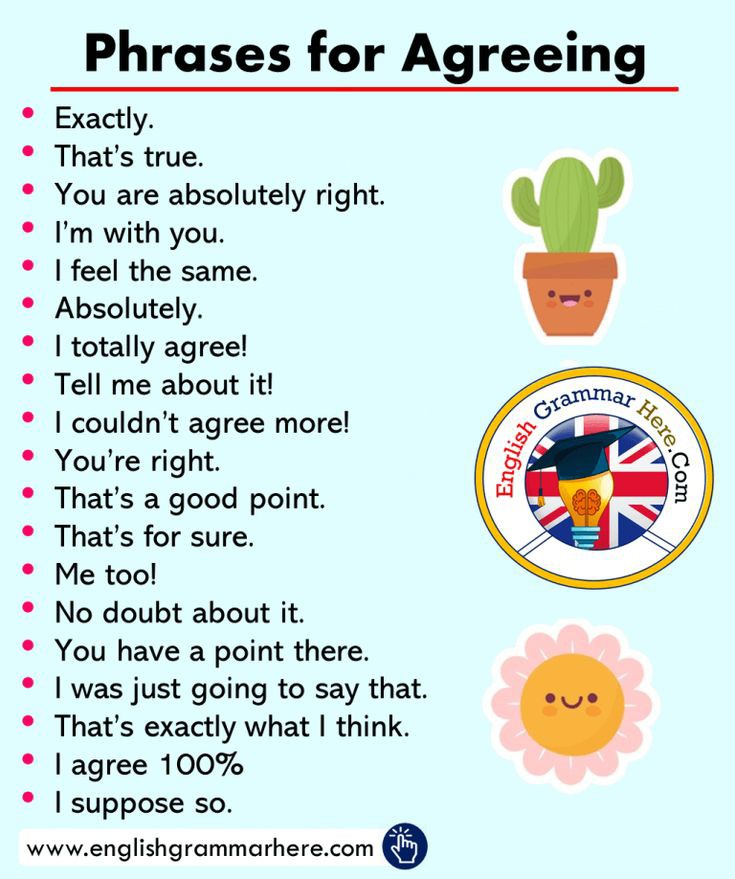 Phrases for Agreeing
• Exactly.
• That's true.
• You are absolutely right.
• I'm with you.
• I feel the same.
• Absolutely.
• I totally agree!
• Tell me about it!
• I couldn't agree more!
• You're right.
• That's a good point.
• That's for sure.
• Me too!
• No doubt about it.
• You have a point there.
• I was just going to say that.
• That's exactly what I think.
• I agree 100%
• I suppose so.
English Grammar Here.Com
www.englishgrammarhere.com